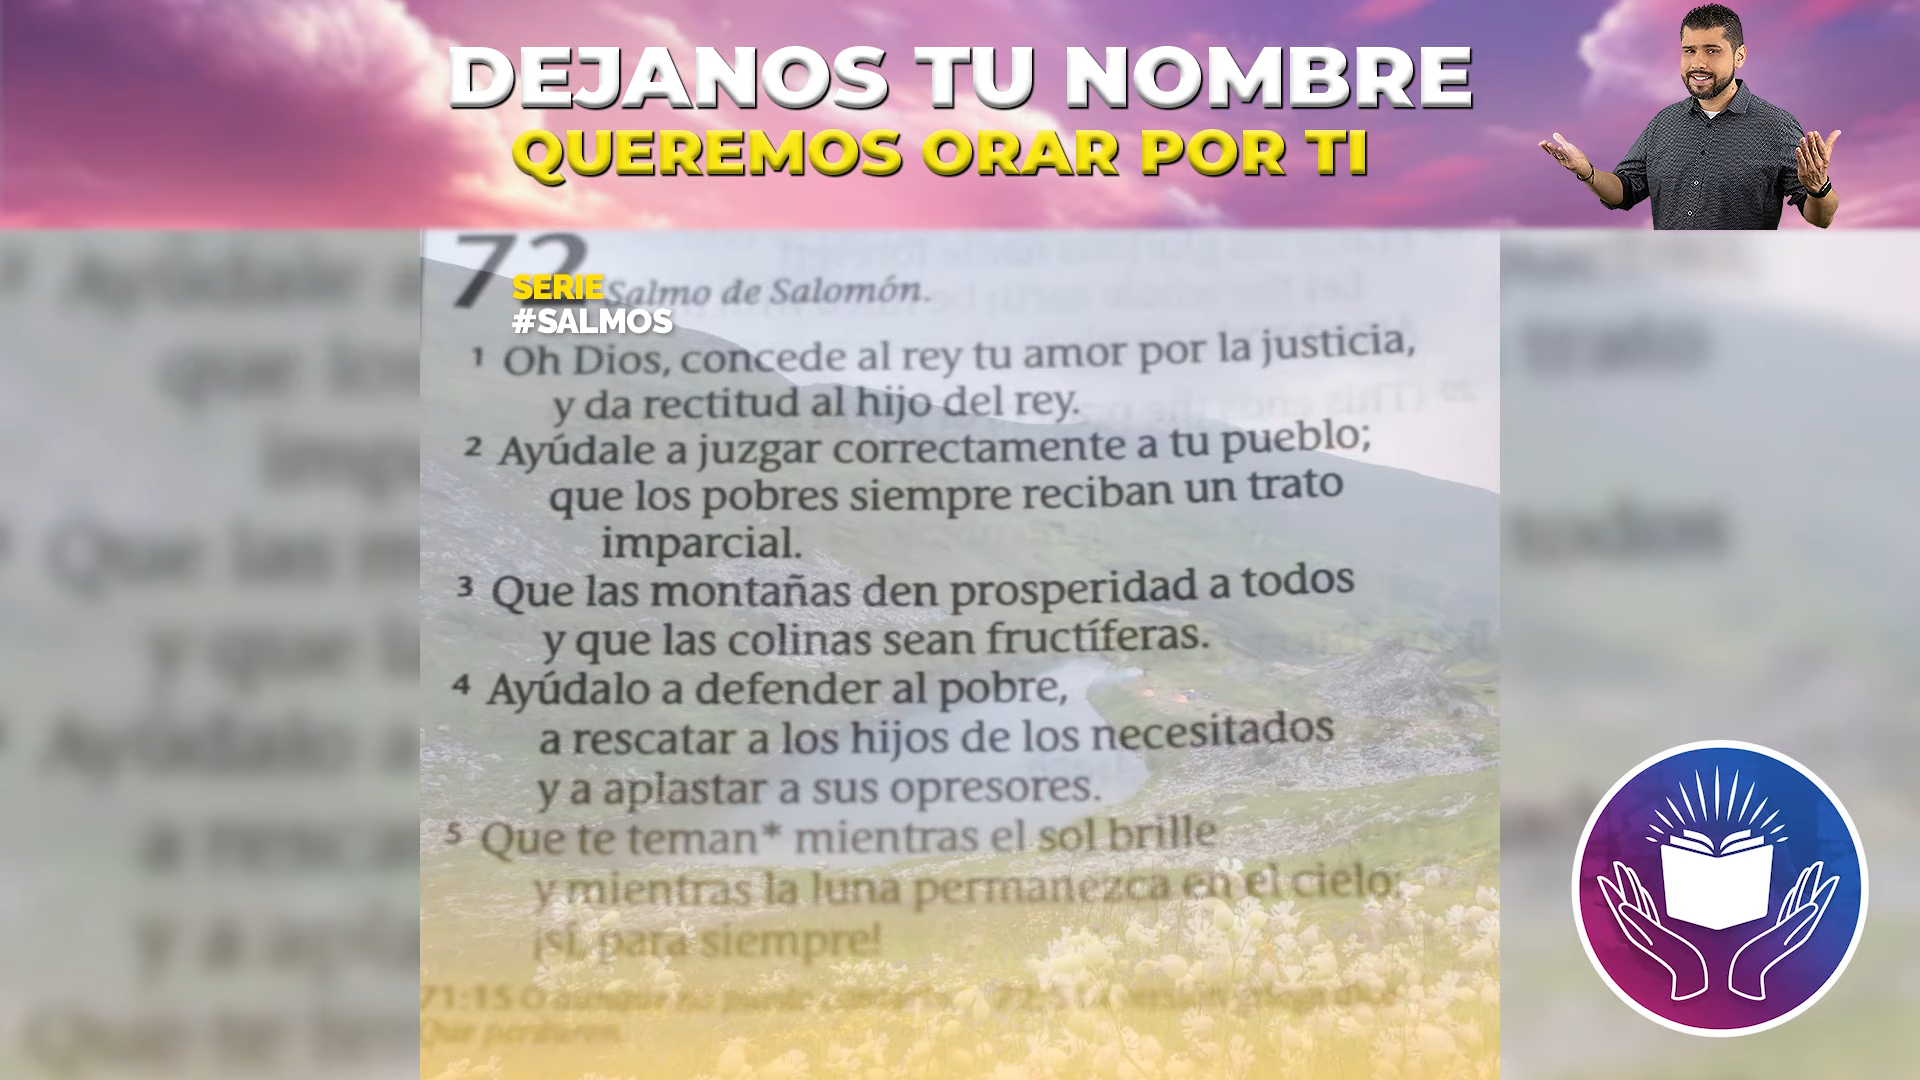 DEJANOS TU NOMBRE
QUEREMOS ORAR POR TI
72
SERIE
Salmo de Salomón.
#SALMOS
1 Oh Dios, concede al rey tu amor por la justicia,
y da rectitud al hijo del rey.
2 Ayúdale a juzgar correctamente a tu pueblo;
que los pobres siempre reciban un trato
imparcial.
3 Que las montañas den prosperidad a todos
y que las colinas sean fructíferas.
4 Ayúdalo a defender al pobre,
a rescatar a los hijos de los necesitados
y a aplastar a sus opresores.
5 Que te teman* mientras el sol brille
y mientras la luna permanezca en el cielo;
¡sí, para siempre!
71:15 O
Que perduren.